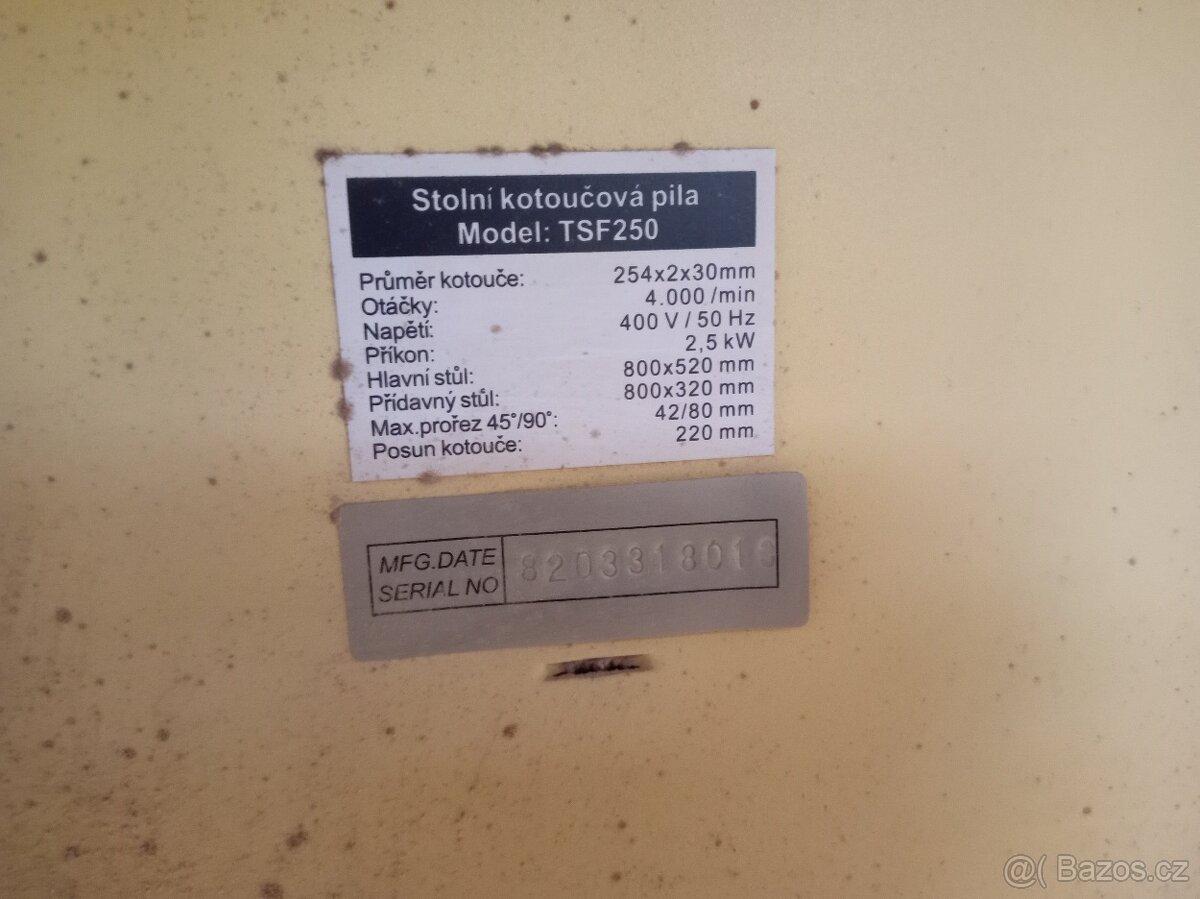 Stolní kotoučová pila
Model: TSF250
Průměr kotouče: 254x2x30mm
Otáčky: 4.000 /min
Napětí: 400 V / 50 Hz
Příkon: 2,5 kW
Hlavní stůl: 800x520 mm
Přídavný stůl: 800x320 mm
Max.prořez 45°/90°: 42/80 mm
Posun kotouče: 220 mm
MFG.DATE
SERIAL NO
@( Bazos.cz